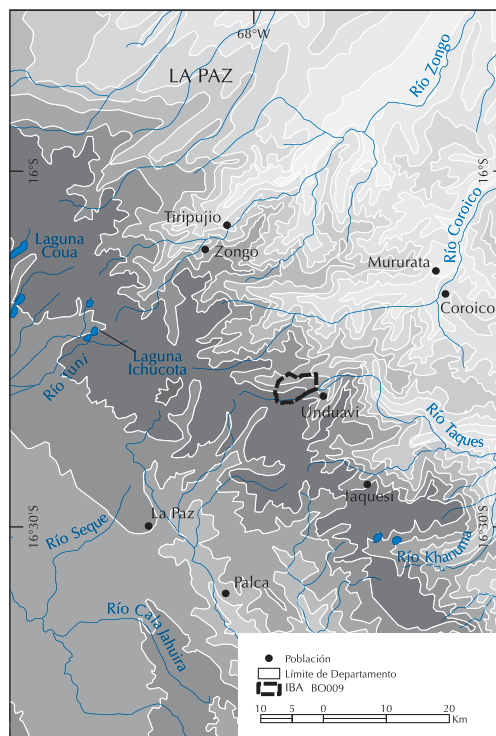 68°W
LA PAZ
Río Zongo
16°S
16°S
Tiripujio
Zongo
Laguna
Coua
Río Coroico
Mururata
Coroico
Laguna
Ichucota
Río Tuni
Unduavi
Río Taques
Taquesi
La Paz
Río Seque
16°30'S
16°30'S
Río Khanuma
Palca
Río Cala Jahuira
Población
Límite de Departamento
IBA BO009
10 5 0 10 20
Km